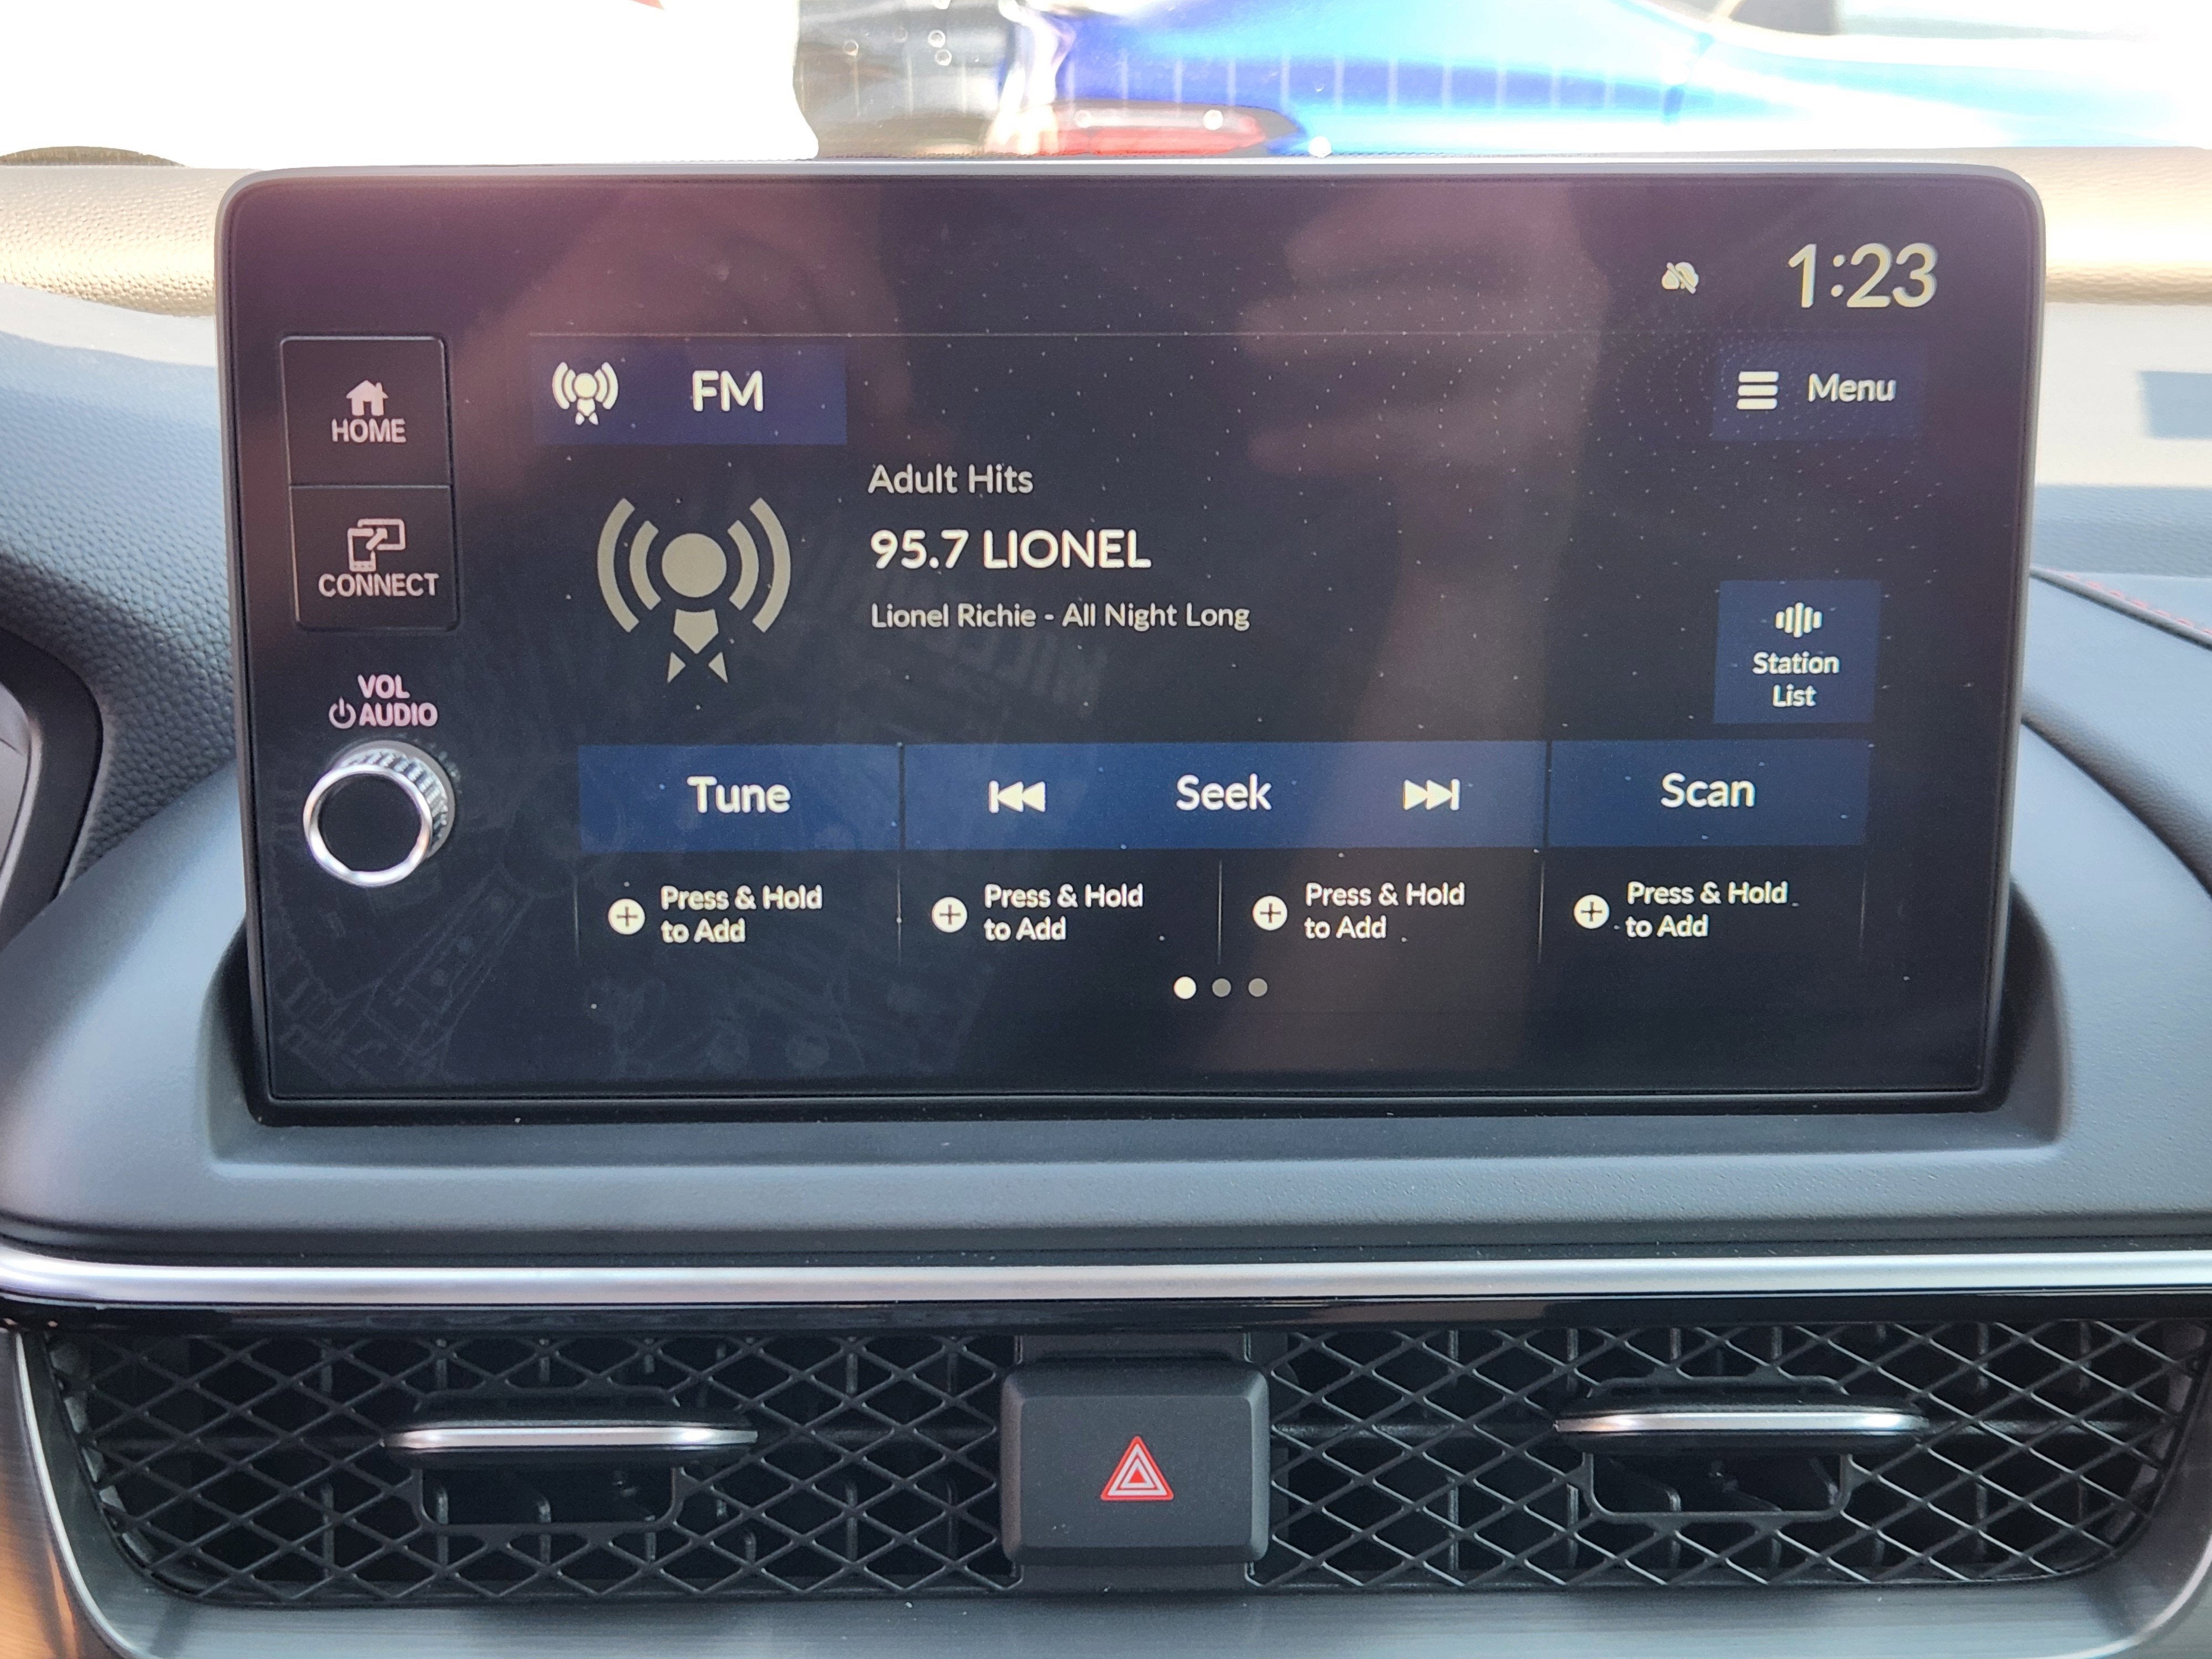 1:23
HOME
CONNECT
VOL
AUDIO
FM
Menu
Adult Hits
95.7 LIONEL
Lionel Richie - All Night Long
Station
List
Tune
Seek
Scan
Press & Hold
to Add
Press & Hold
to Add
Press & Hold
to Add
Press & Hold
to Add